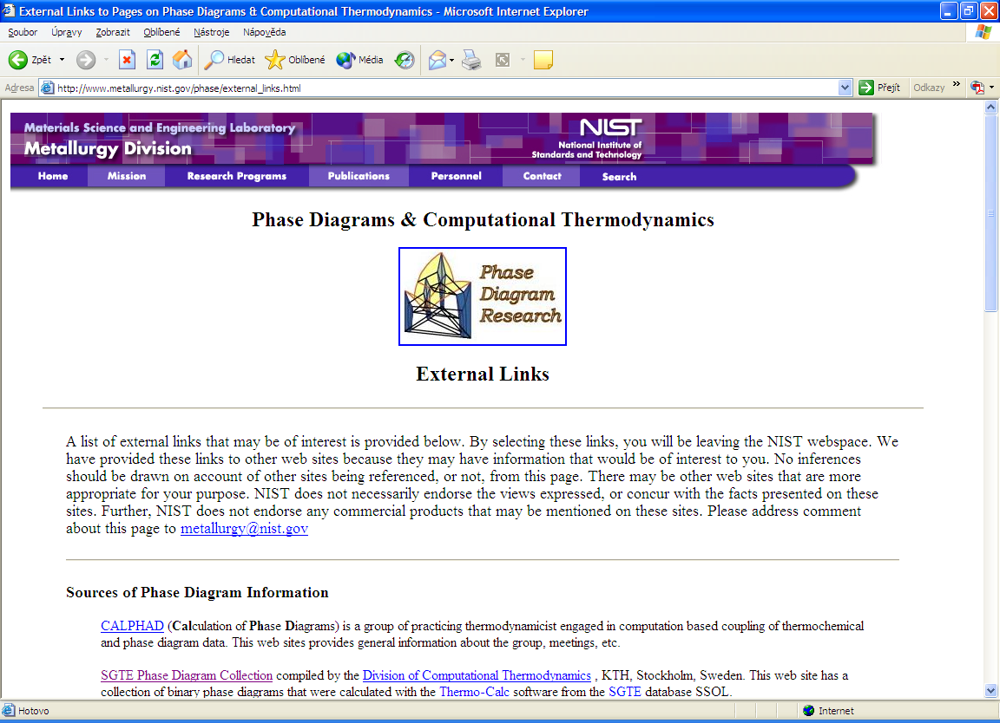 External Links to Pages on Phase Diagrams & Computational Thermodynamics - Microsoft Internet Explorer
Soubor Úpravy Zobrazit Oblíbené Nástroje Nápověda
Zpět Hledat Oblíbené Média
Adresa http://www.metallurgy.nist.gov/phase/external_links.html Přejít Odkazy »
Materials Science and Engineering Laboratory
Metallurgy Division
NIST
National Institute of
Standards and Technology
Home Mission Research Programs Publications Personnel Contact Search
Phase Diagrams & Computational Thermodynamics
Phase
Diagram
Research
External Links
A list of external links that may be of interest is provided below. By selecting these links, you will be leaving the NIST webspace. We
have provided these links to other web sites because they may have information that would be of interest to you. No inferences
should be drawn on account of other sites being referenced, or not, from this page. There may be other web sites that are more
appropriate for your purpose. NIST does not necessarily endorse the views expressed, or concur with the facts presented on these
sites. Further, NIST does not endorse any commercial products that may be mentioned on these sites. Please address comment
about this page to metallurgy@nist.gov
Sources of Phase Diagram Information
CALPHAD (Calculation of Phase Diagrams) is a group of practicing thermodynamicist engaged in computation based coupling of thermochemical
and phase diagram data. This web sites provides general information about the group, meetings, etc.
SGTE Phase Diagram Collection compiled by the Division of Computational Thermodynamics , KTH, Stockholm, Sweden. This web site has a
collection of binary phase diagrams that were calculated with the Thermo-Calc software from the SGTE database SSOL.
Hotovo Internet